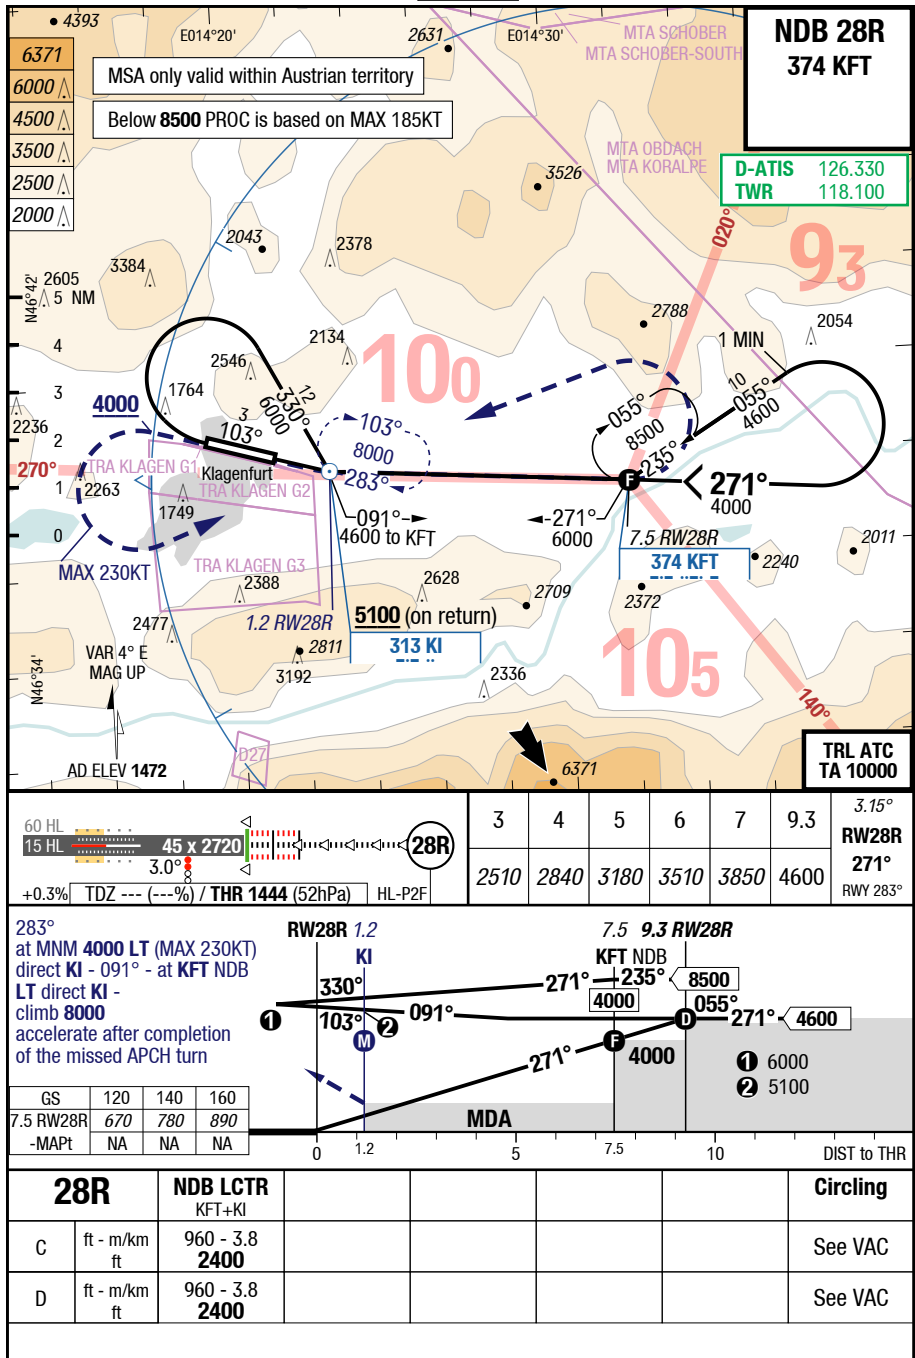 4393
E014°20'
2631
E014°30'
MTA SCHOBER
MTA SCHOBER-SOUTH
NDB 28R
374 KFT
6371
6000
4500
3500
2500
2000
MSA only valid within Austrian territory
Below 8500 PROC is based on MAX 185KT
MTA OBDACH
MTA KORALPE
D-ATIS 126.330
TWR 118.100
3526
020°
93
2043
2378
3384
2605
N46°42'
5 NM
2788
2054
1 MIN
4
2134
100
2546
12
330°
6000
10
055°
4600
055°
8500
235°
3
1764
4000
3
103°
103°
8000
283°
2236
2
270°
TRA KLAGEN G1
Klagenfurt
TRA KLAGEN G2
F
271°
4000
1
2263
1749
091°
4600 to KFT
271°
6000
7.5 RW28R
374 KFT
0
2011
2240
MAX 230KT
TRA KLAGEN G3
2388
2628
2709
2372
1.2 RW28R
5100 (on return)
313 KI
2477
2811
3192
105
VAR 4° E
MAG UP
N46°34'
2336
140°
D27
AD ELEV 1472
6371
TRL ATC
TA 10000
60 HL
15 HL
45 x 2720
28R
3.0°
+0.3%
TDZ --- (---%) / THR 1444 (52hPa)
HL-P2F
3 4 5 6 7 9.3
2510 2840 3180 3510 3850 4600
3.15°
RW28R
271°
RWY 283°
283°
at MNM 4000 LT (MAX 230KT)
direct KI - 091° - at KFT NDB
LT direct KI -
climb 8000
accelerate after completion
of the missed APCH turn
RW28R 1.2
KI
7.5 9.3 RW28R
KFT NDB
330°
271°
235°
8500
4000
055°
1
103°
2
091°
D
271°
4600
M
F
271°
4000
1 6000
2 5100
MDA
GS 120 140 160
7.5 RW28R 670 780 890
-MAPt NA NA NA
0 1.2 5 7.5 10 DIST to THR
28R NDB LCTR Circling
KFT+KI
C ft - m/km 960 - 3.8 See VAC
ft 2400
D ft - m/km 960 - 3.8 See VAC
ft 2400